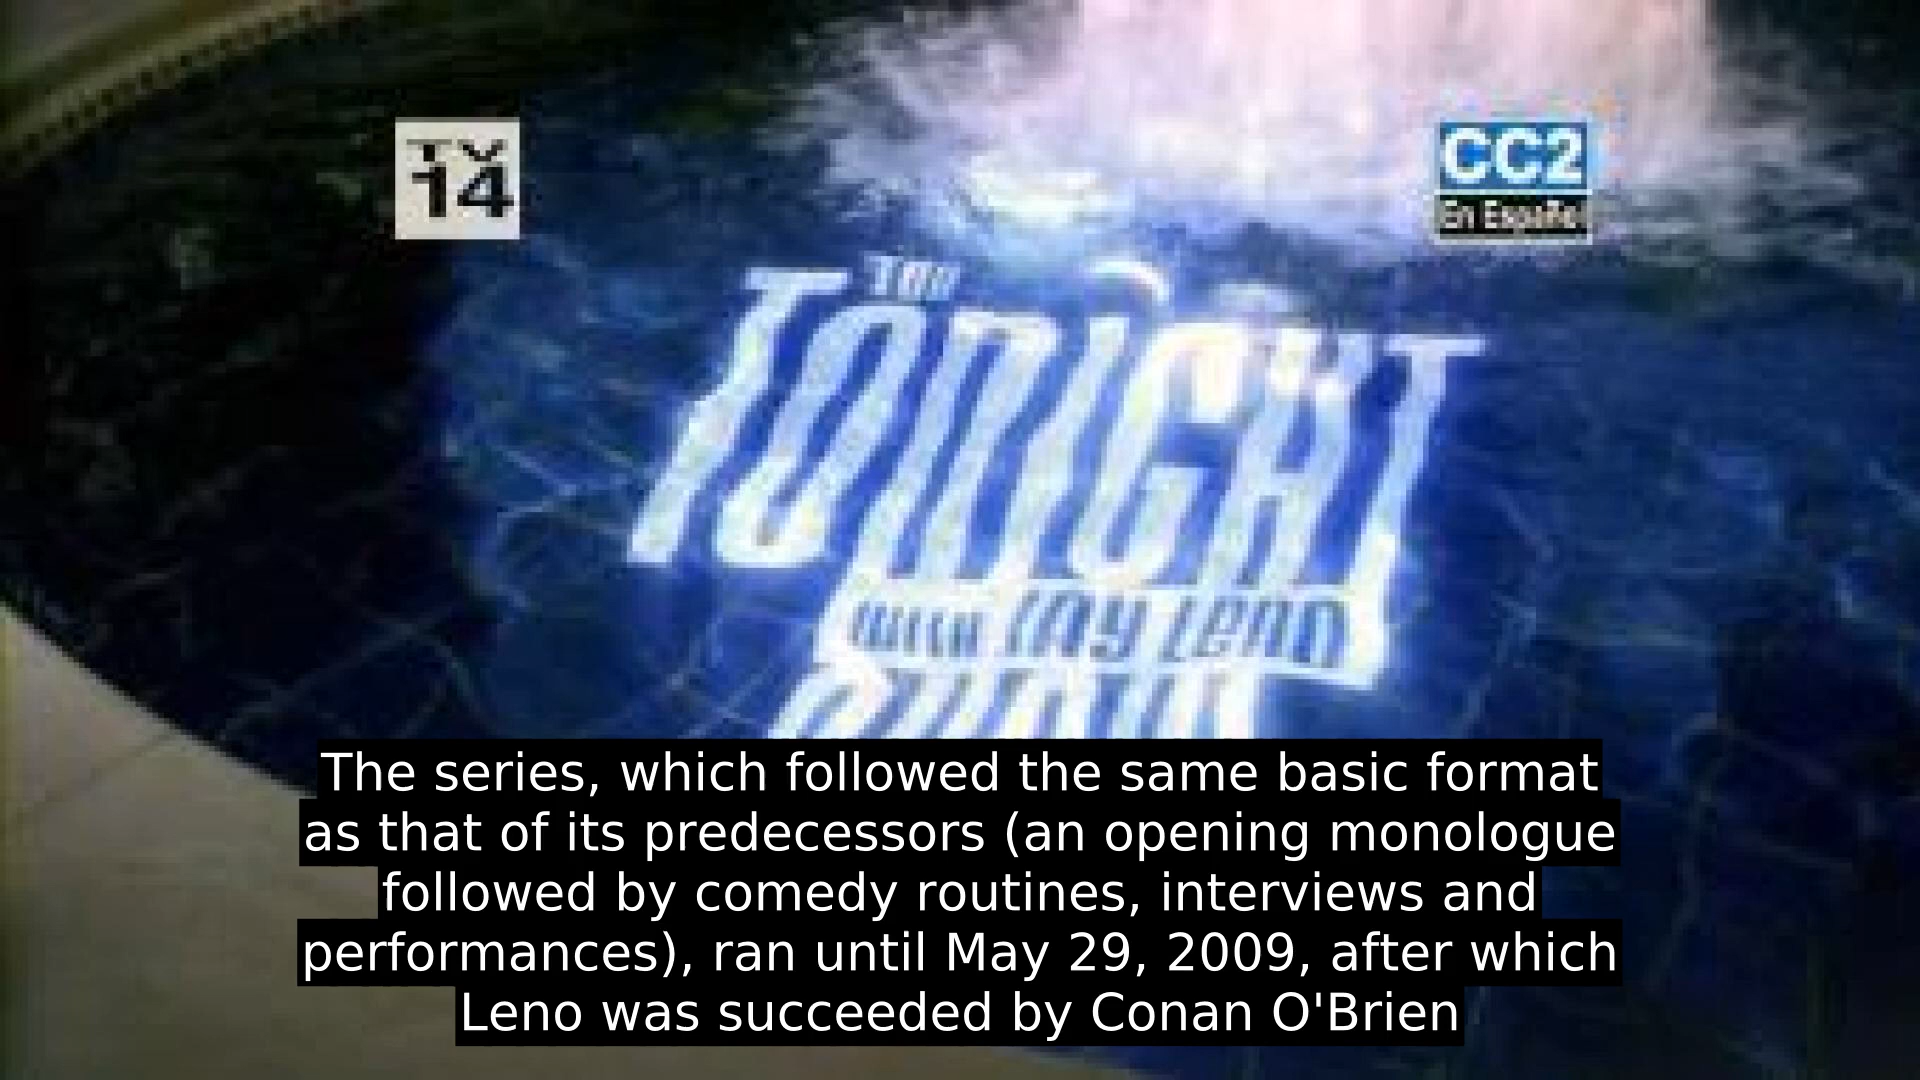 TV
14
CC2
En Español
THE
TONIGHT
WITH JAY LENO
SHOW
The series, which followed the same basic format
as that of its predecessors (an opening monologue
followed by comedy routines, interviews and
performances), ran until May 29, 2009, after which
Leno was succeeded by Conan O'Brien